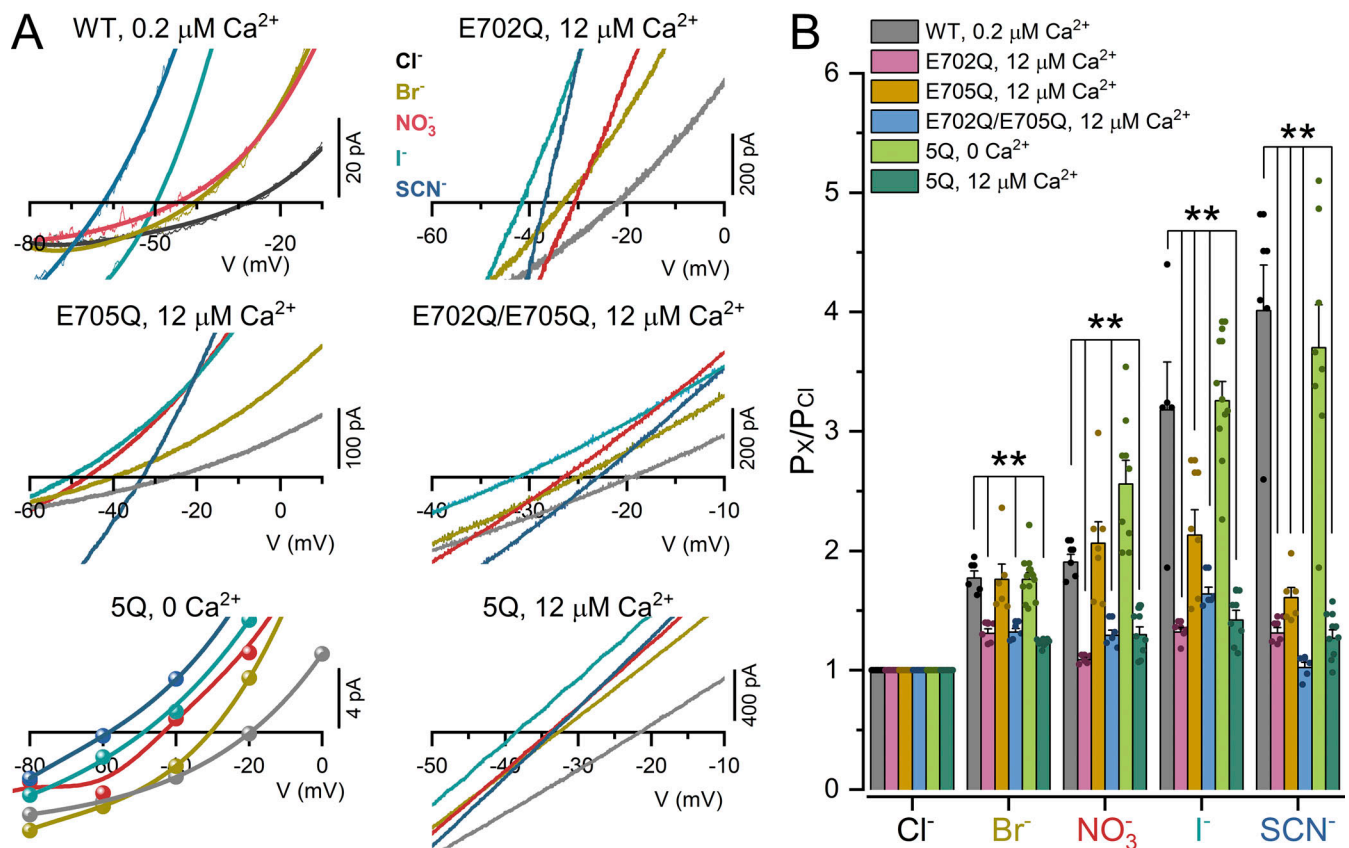 A
WT, 0.2 μM Ca²⁺
20 pA
-80
-50
-20
V (mV)
E702Q, 12 μM Ca²⁺
Cl⁻
Br⁻
NO₃⁻
I⁻
SCN⁻
200 pA
-60
-40
-20
0
V (mV)
E705Q, 12 μM Ca²⁺
100 pA
-60
-40
-20
0
V (mV)
E702Q/E705Q, 12 μM Ca²⁺
200 pA
-40
-30
-20
-10
V (mV)
5Q, 0 Ca²⁺
4 pA
-80
-60
-40
-20
0
V (mV)
5Q, 12 μM Ca²⁺
400 pA
-50
-40
-30
-20
-10
V (mV)
B
WT, 0.2 μM Ca²⁺
E702Q, 12 μM Ca²⁺
E705Q, 12 μM Ca²⁺
E702Q/E705Q, 12 μM Ca²⁺
5Q, 0 Ca²⁺
5Q, 12 μM Ca²⁺
PX/PCl
6
5
4
3
2
1
0
**
**
**
**
Cl⁻
Br⁻
NO₃⁻
I⁻
SCN⁻